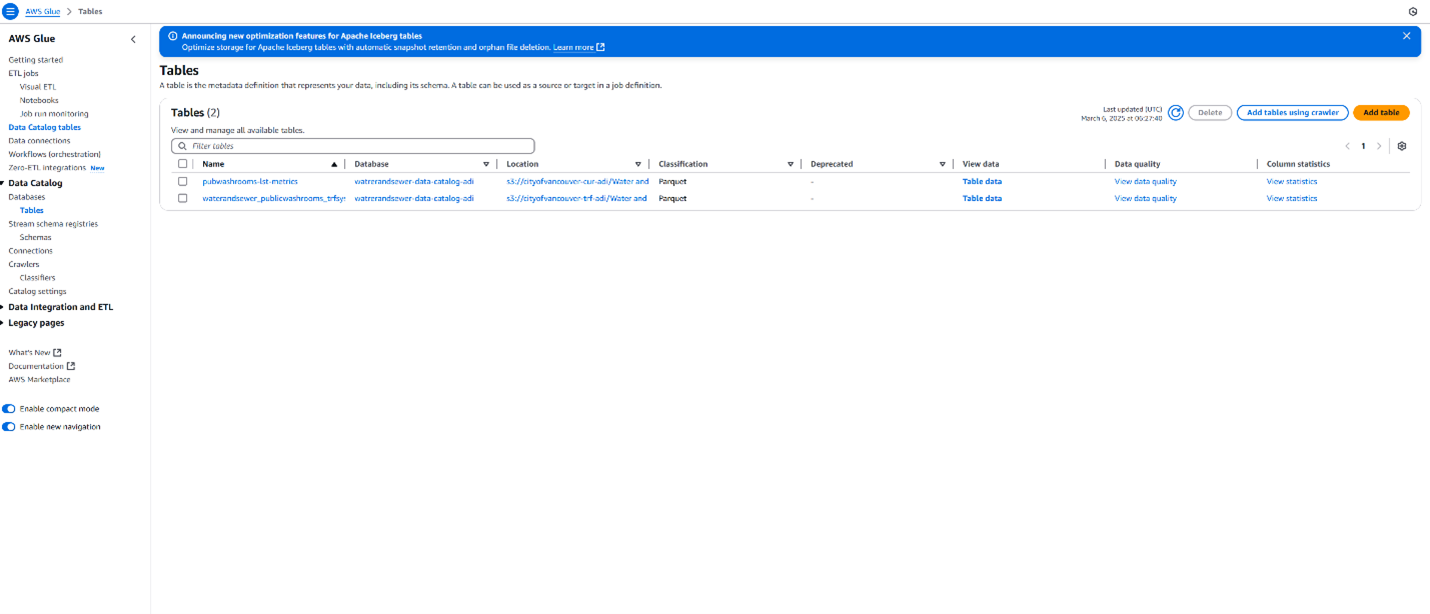 AWS Glue > Tables
AWS Glue
Getting started
ETL jobs
Visual ETL
Notebooks
Job run monitoring
Data Catalog tables
Data connections
Workflows (orchestration)
Zero-ETL integrations New
Data Catalog
Databases
Tables
Stream schema registries
Schemas
Connections
Crawlers
Classifiers
Catalog settings
Data Integration and ETL
Legacy pages
What's New
Documentation
AWS Marketplace
Enable compact mode
Enable new navigation
Announcing new optimization features for Apache Iceberg tables
Optimize storage for Apache Iceberg tables with automatic snapshot retention and orphan file deletion. Learn more
Tables
A table is the metadata definition that represents your data, including its schema. A table can be used as a source or target in a job definition.
Tables (2)
Last updated (UTC)
March 6, 2025 at 06:27:40
Delete
Add tables using crawler
Add table
View and manage all available tables.
Filter tables
1
Name Database Location Classification Deprecated View data Data quality Column statistics
pubwashrooms-lst-metrics watrerandsewer-data-catalog-adi s3://cityofvancouver-cur-adi/Water and Parquet - Table data View data quality View statistics
waterandsewer_publicwashrooms_trfsys watrerandsewer-data-catalog-adi s3://cityofvancouver-trf-adi/Water and Parquet - Table data View data quality View statistics